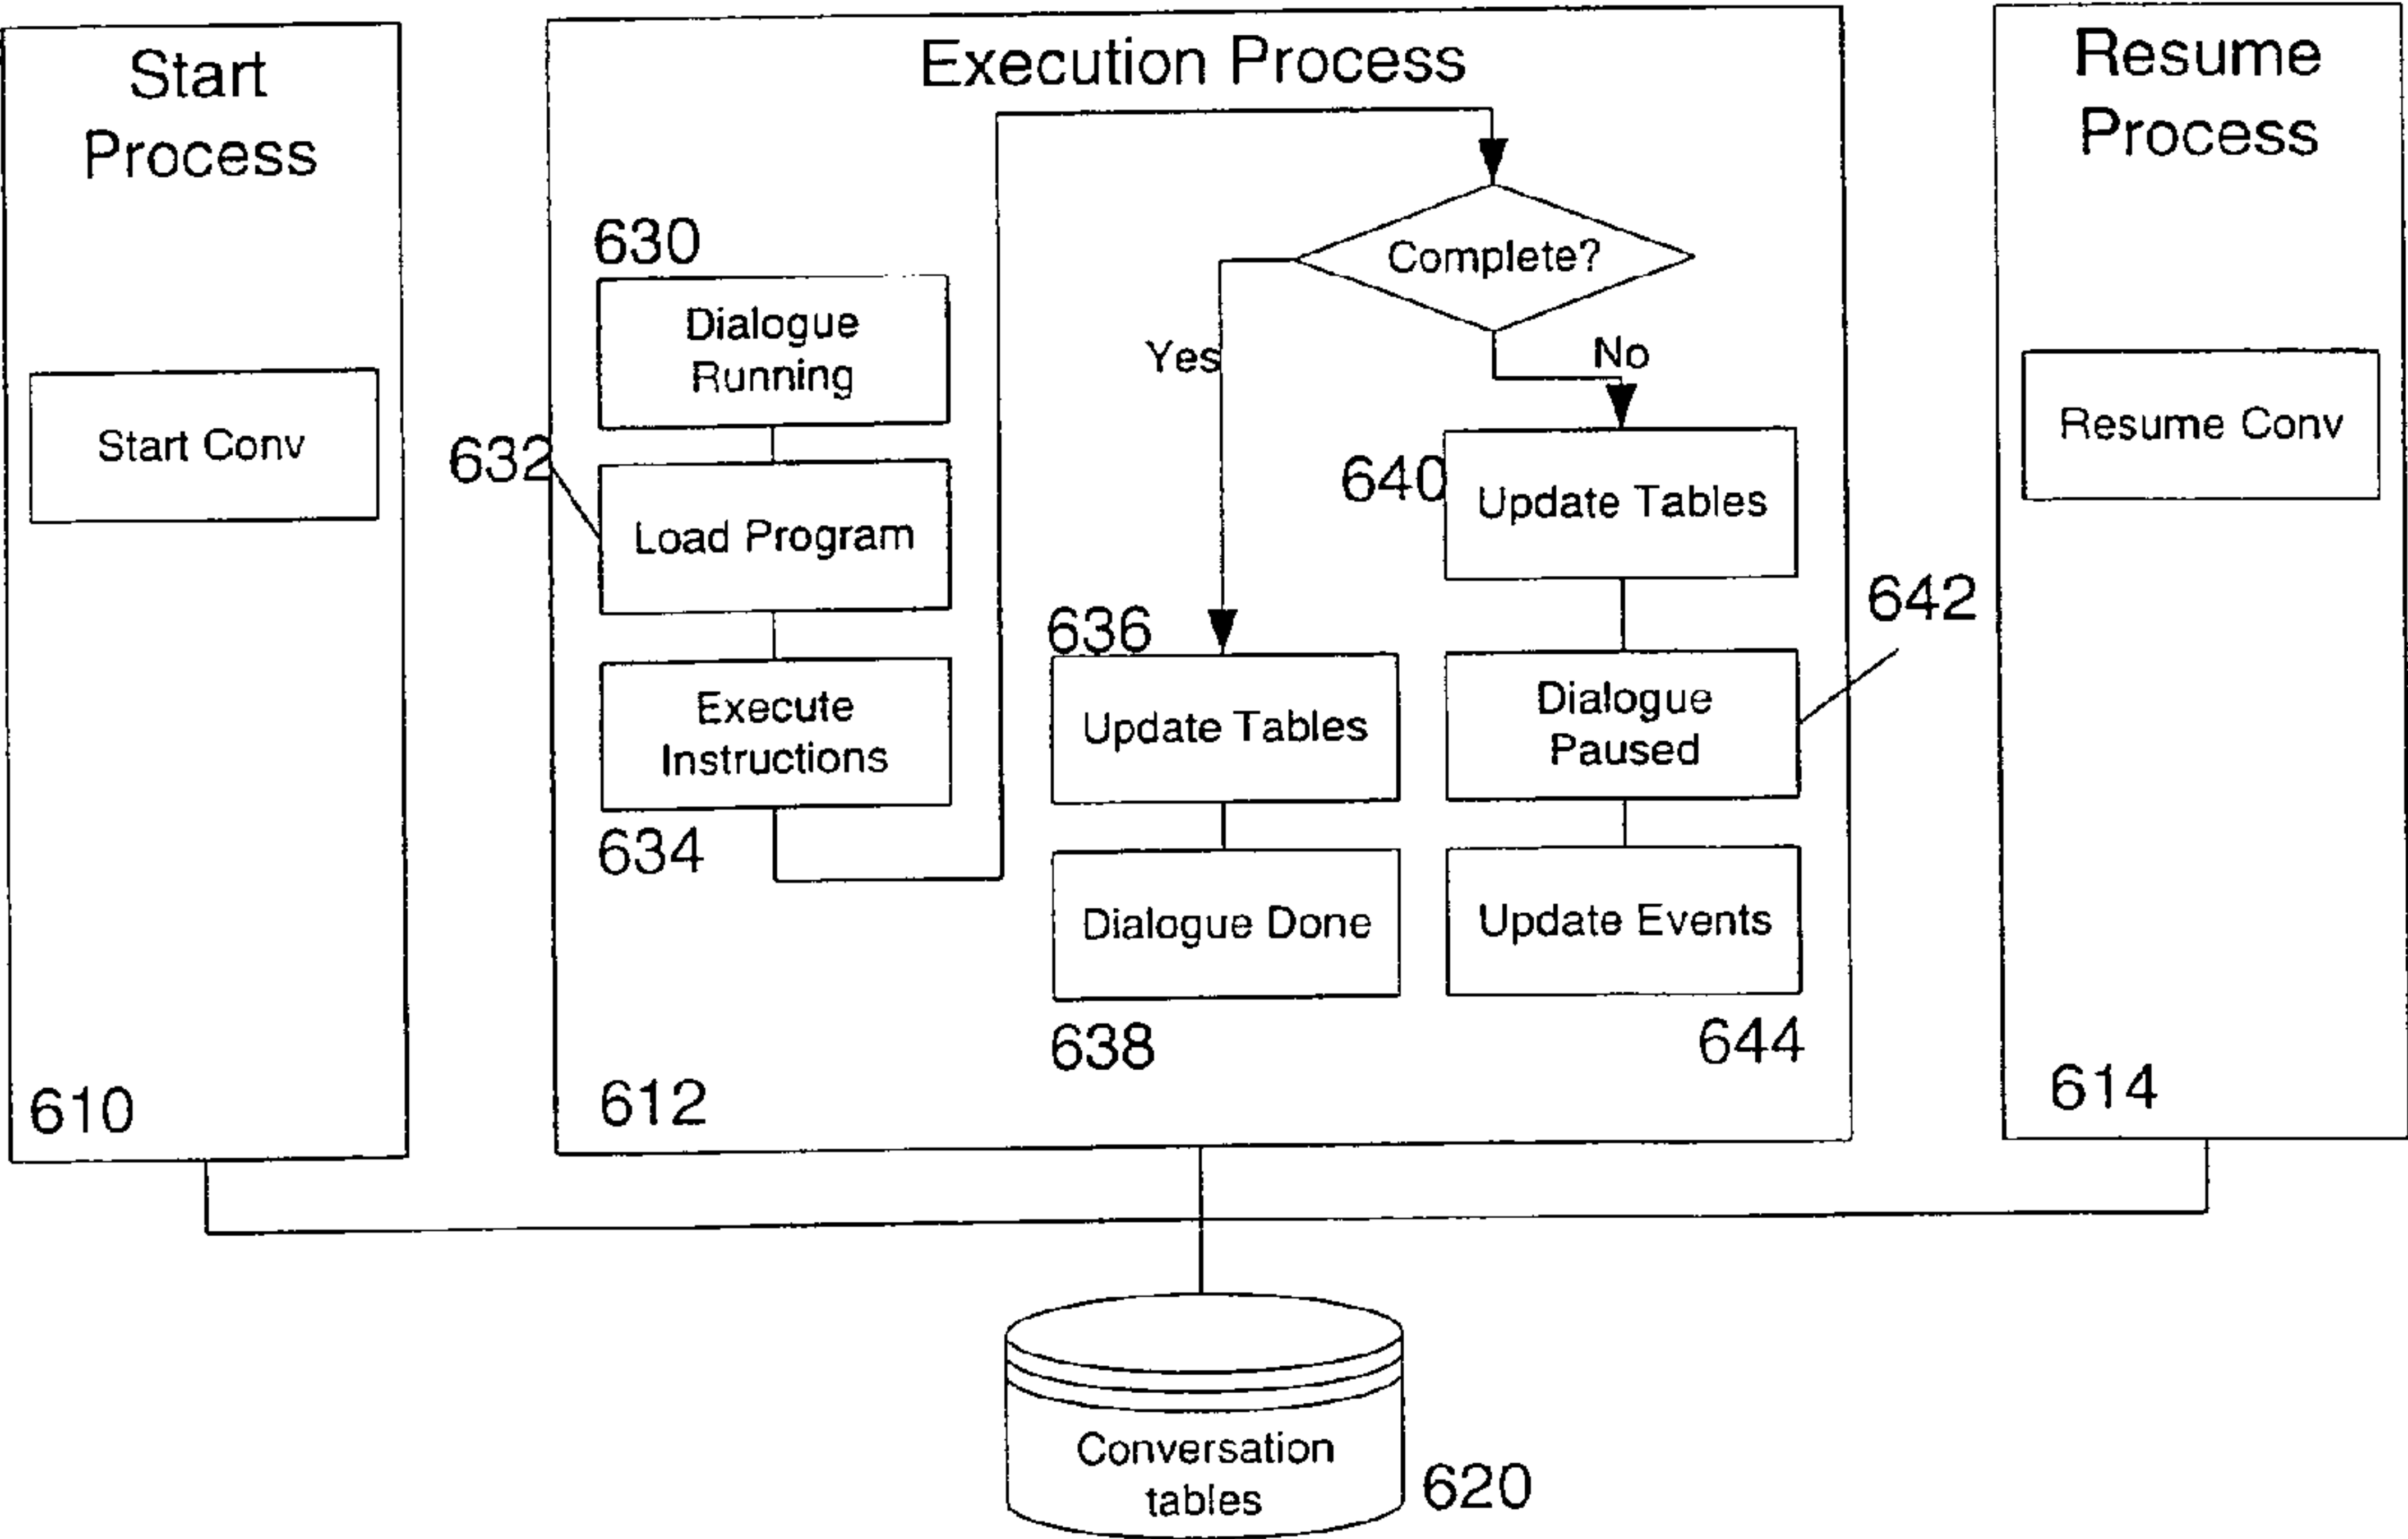 Start
Process
Start Conv
610
Execution Process
630
Dialogue
Running
632
Load Program
Execute
Instructions
634
Complete?
Yes
No
640
Update Tables
636
Update Tables
642
Dialogue
Paused
Dialogue Done
Update Events
638
644
612
Resume
Process
Resume Conv
614
Conversation
tables
620